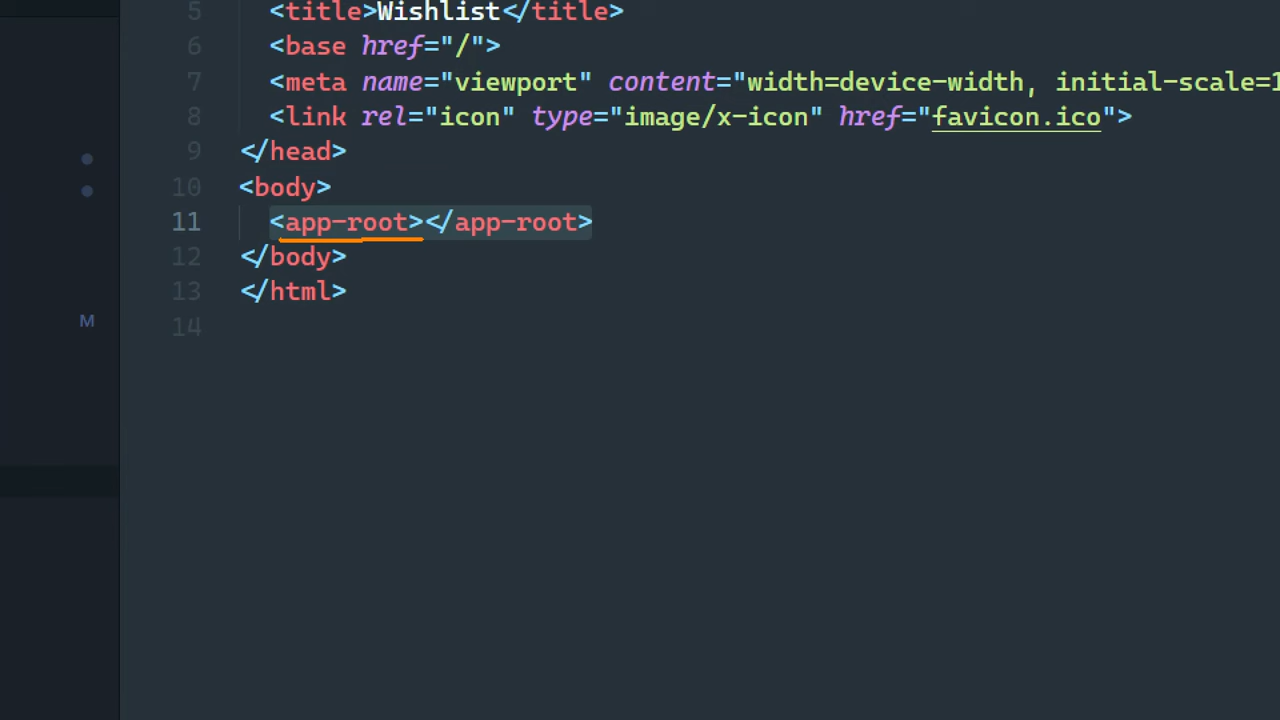 5 <title>Wishlist</title>
6 <base href="/">
7 <meta name="viewport" content="width=device-width, initial-scale=1
8 <link rel="icon" type="image/x-icon" href="favicon.ico">
9 </head>
10 <body>
11 <app-root></app-root>
12 </body>
13 </html>
M
14